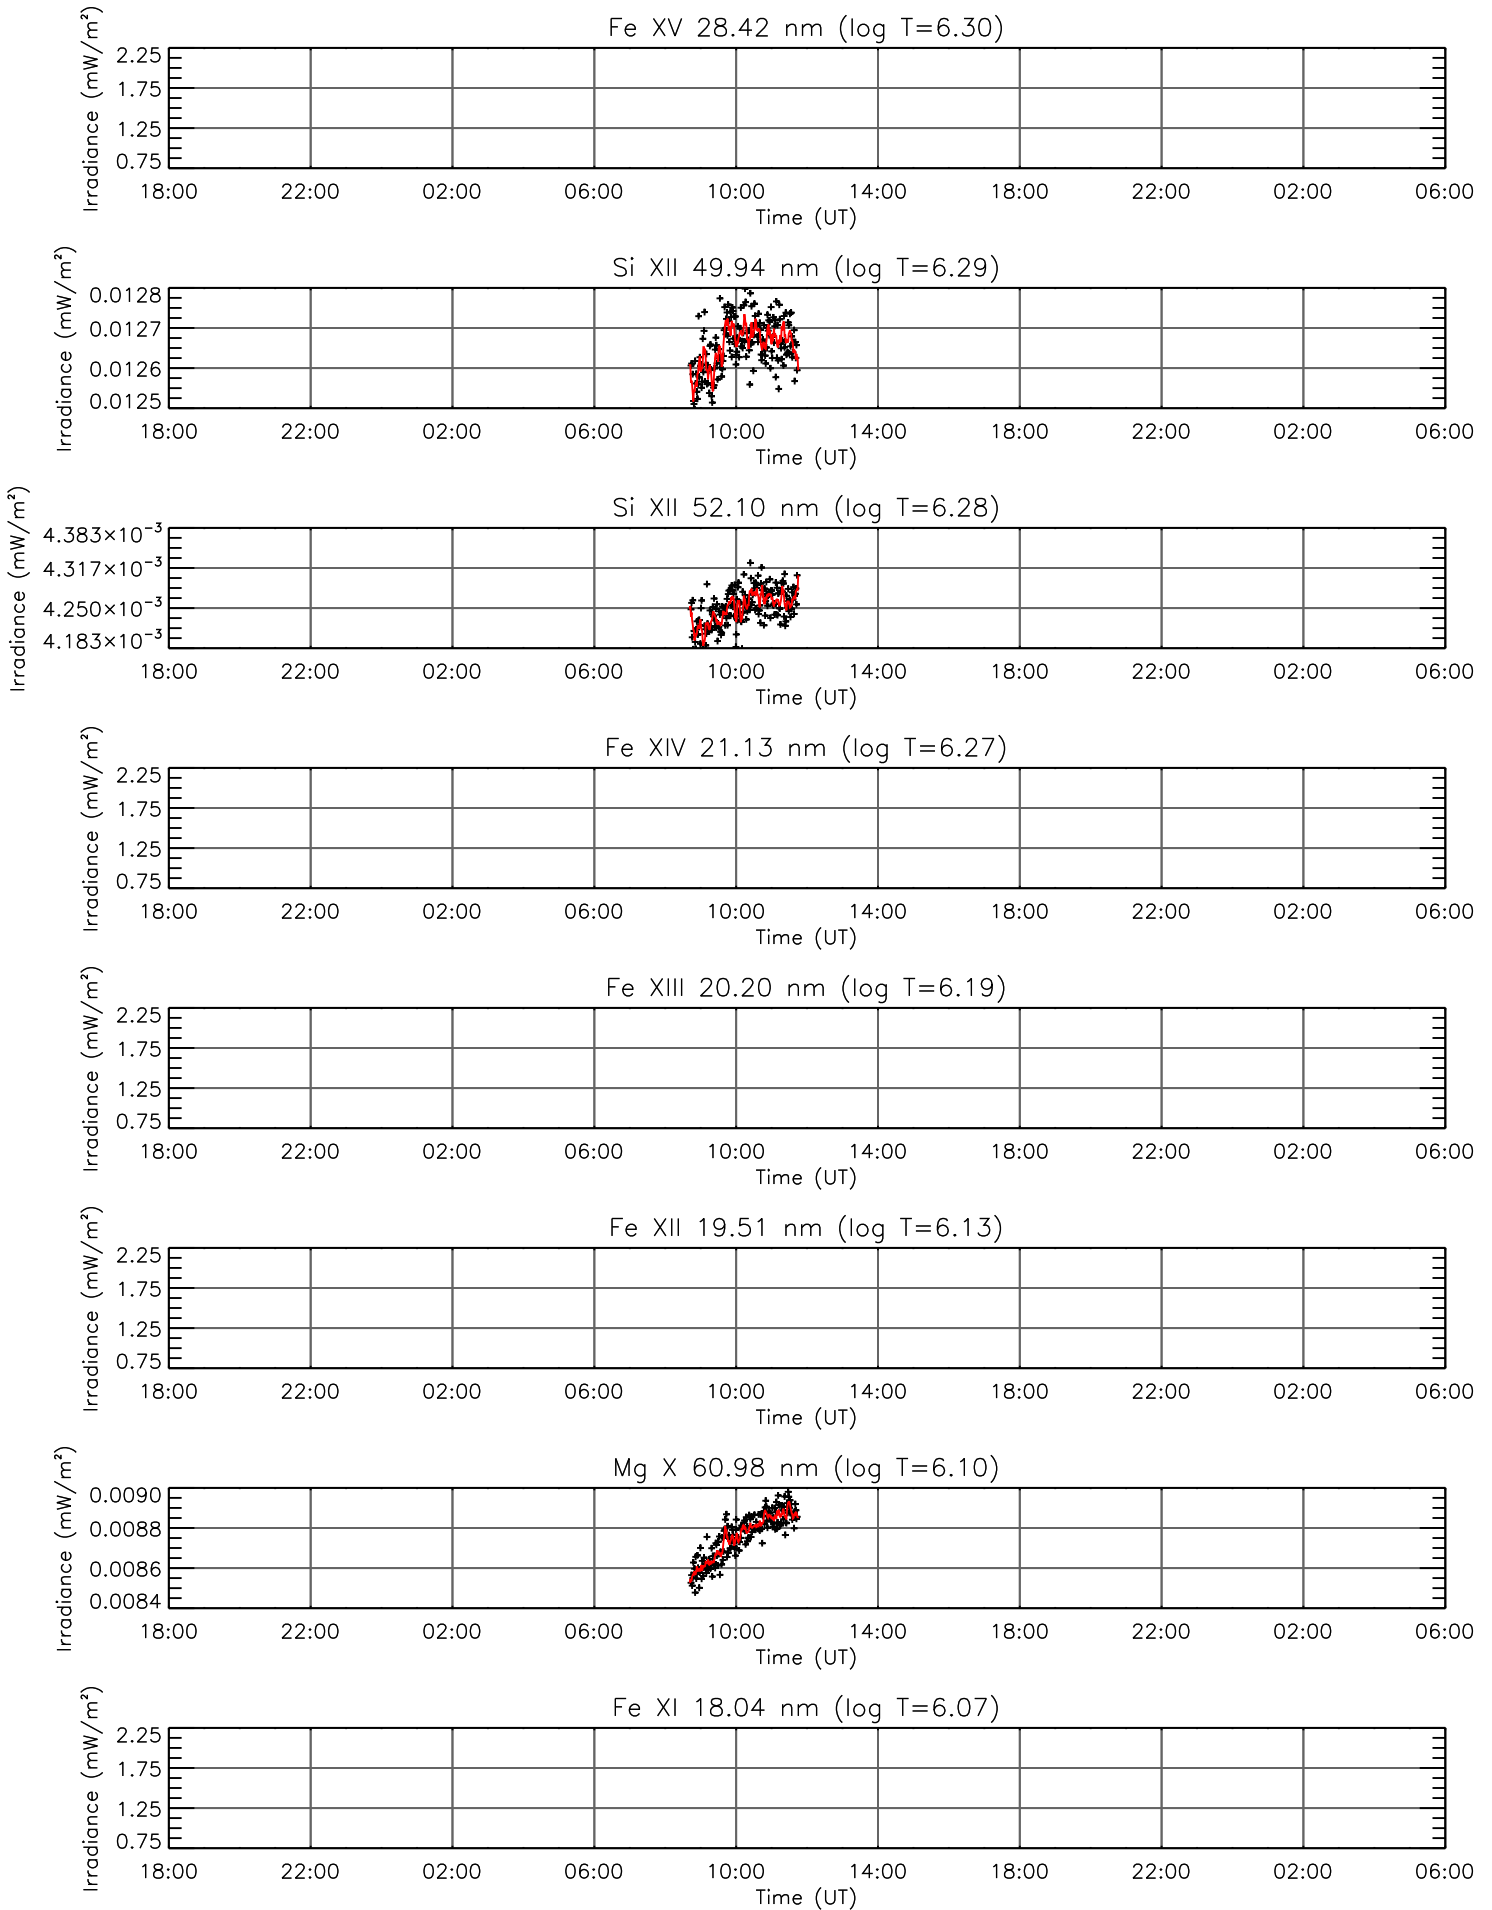 Fe XV 28.42 nm (log T=6.30)
Irradiance (mW/m²)
2.25
1.75
1.25
0.75
18:00 22:00 02:00 06:00 10:00 14:00 18:00 22:00 02:00 06:00
Time (UT)
Si XII 49.94 nm (log T=6.29)
Irradiance (mW/m²)
0.0128
0.0127
0.0126
0.0125
18:00 22:00 02:00 06:00 10:00 14:00 18:00 22:00 02:00 06:00
Time (UT)
Si XII 52.10 nm (log T=6.28)
Irradiance (mW/m²)
4.383×10⁻³
4.317×10⁻³
4.250×10⁻³
4.183×10⁻³
18:00 22:00 02:00 06:00 10:00 14:00 18:00 22:00 02:00 06:00
Time (UT)
Fe XIV 21.13 nm (log T=6.27)
Irradiance (mW/m²)
2.25
1.75
1.25
0.75
18:00 22:00 02:00 06:00 10:00 14:00 18:00 22:00 02:00 06:00
Time (UT)
Fe XIII 20.20 nm (log T=6.19)
Irradiance (mW/m²)
2.25
1.75
1.25
0.75
18:00 22:00 02:00 06:00 10:00 14:00 18:00 22:00 02:00 06:00
Time (UT)
Fe XII 19.51 nm (log T=6.13)
Irradiance (mW/m²)
2.25
1.75
1.25
0.75
18:00 22:00 02:00 06:00 10:00 14:00 18:00 22:00 02:00 06:00
Time (UT)
Mg X 60.98 nm (log T=6.10)
Irradiance (mW/m²)
0.0090
0.0088
0.0086
0.0084
18:00 22:00 02:00 06:00 10:00 14:00 18:00 22:00 02:00 06:00
Time (UT)
Fe XI 18.04 nm (log T=6.07)
Irradiance (mW/m²)
2.25
1.75
1.25
0.75
18:00 22:00 02:00 06:00 10:00 14:00 18:00 22:00 02:00 06:00
Time (UT)